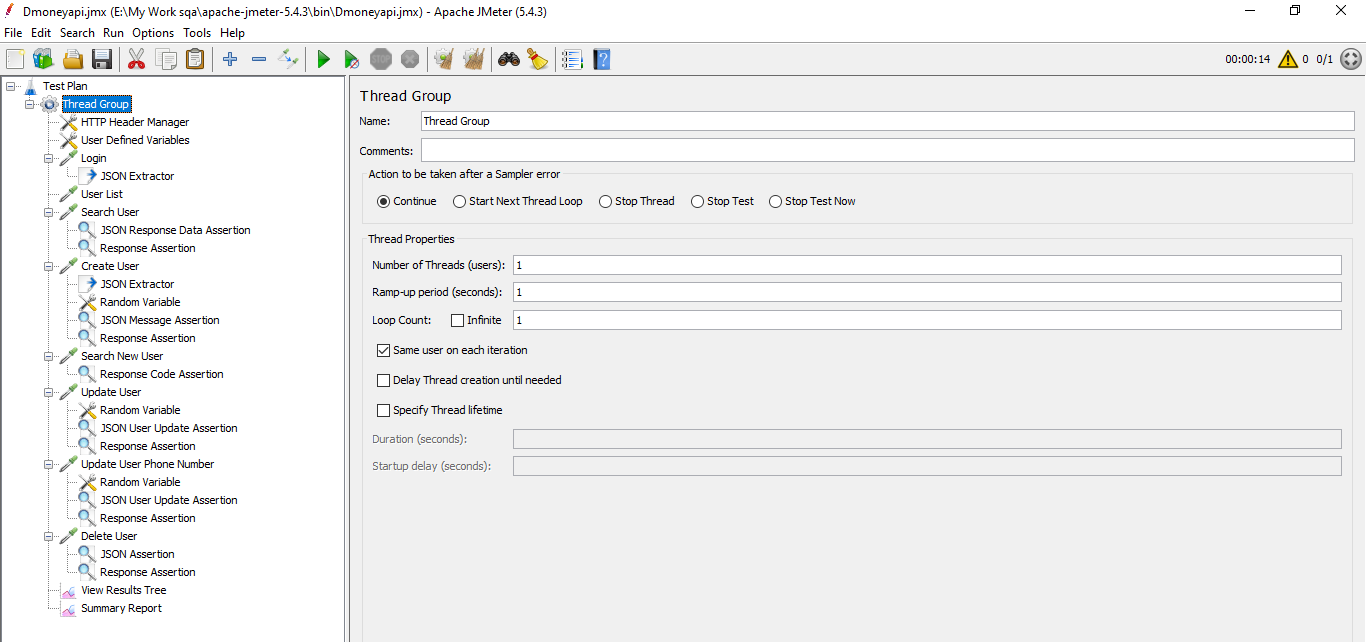 Dmoneyapi.jmx (E:\My Work sqa\apache-jmeter-5.4.3\bin\Dmoneyapi.jmx) - Apache JMeter (5.4.3)
File Edit Search Run Options Tools Help
STOP
00:00:14 0 0/1
Test Plan
Thread Group
HTTP Header Manager
User Defined Variables
Login
JSON Extractor
User List
Search User
JSON Response Data Assertion
Response Assertion
Create User
JSON Extractor
Random Variable
JSON Message Assertion
Response Assertion
Search New User
Response Code Assertion
Update User
Random Variable
JSON User Update Assertion
Response Assertion
Update User Phone Number
Random Variable
JSON User Update Assertion
Response Assertion
Delete User
JSON Assertion
Response Assertion
View Results Tree
Summary Report
Thread Group
Name: Thread Group
Comments:
Action to be taken after a Sampler error
Continue Start Next Thread Loop Stop Thread Stop Test Stop Test Now
Thread Properties
Number of Threads (users): 1
Ramp-up period (seconds): 1
Loop Count: Infinite 1
Same user on each iteration
Delay Thread creation until needed
Specify Thread lifetime
Duration (seconds):
Startup delay (seconds):